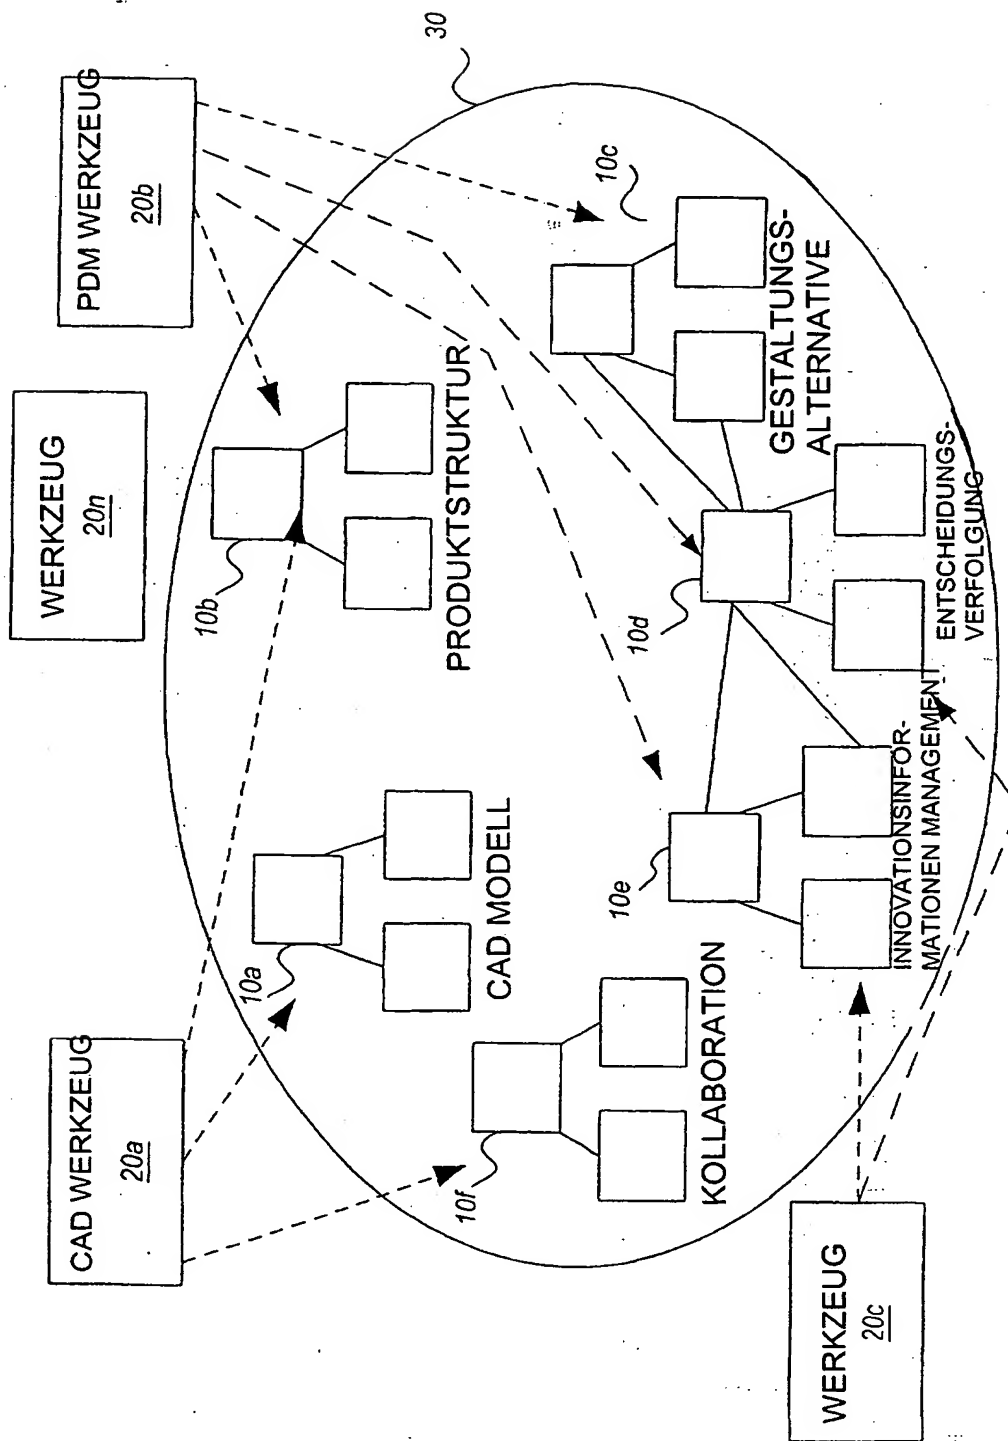 CAD WERKZEUG
20a
WERKZEUG
20n
PDM WERKZEUG
20b
30
10a
CAD MODELL
10b
PRODUKTSTRUKTUR
10f
KOLLABORATION
10e
INNOVATIONSINFOR-
MATIONEN MANAGEMENT
10d
ENTSCHEIDUNGS-
VERFOLGUNG
10c
GESTALTUNGS-
ALTERNATIVE
WERKZEUG
20c